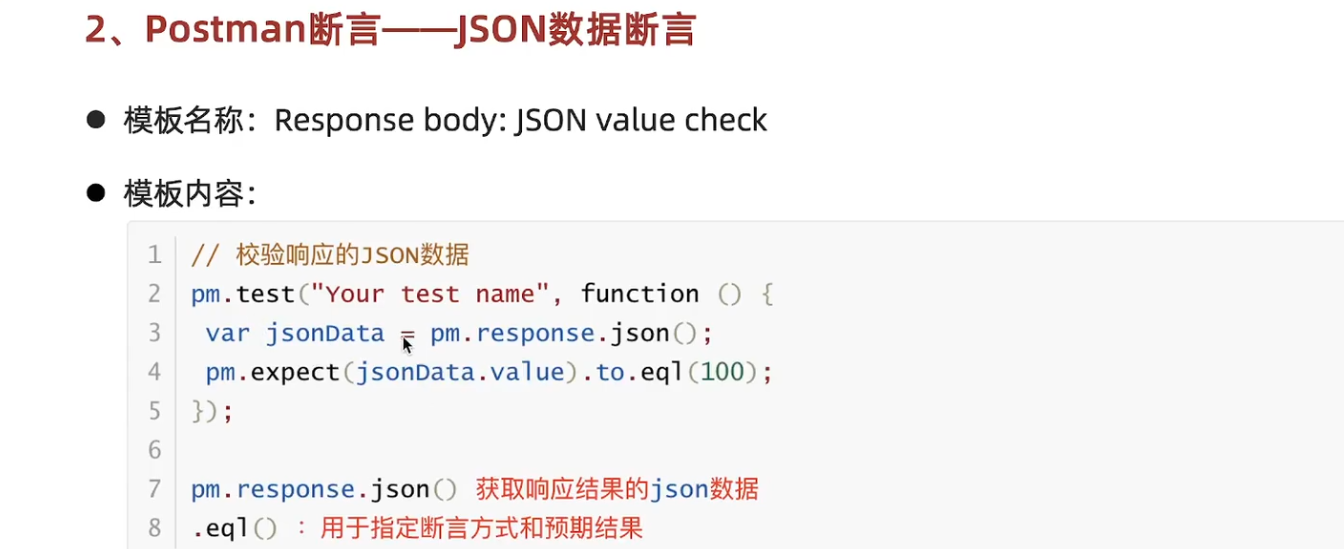 2、Postman断言——JSON数据断言
● 模板名称：Response body: JSON value check
● 模板内容：
1 // 校验响应的JSON数据
2 pm.test("Your test name", function () {
3  var jsonData = pm.response.json();
4  pm.expect(jsonData.value).to.eql(100);
5 });
6
7 pm.response.json() 获取响应结果的json数据
8 .eql() ：用于指定断言方式和预期结果